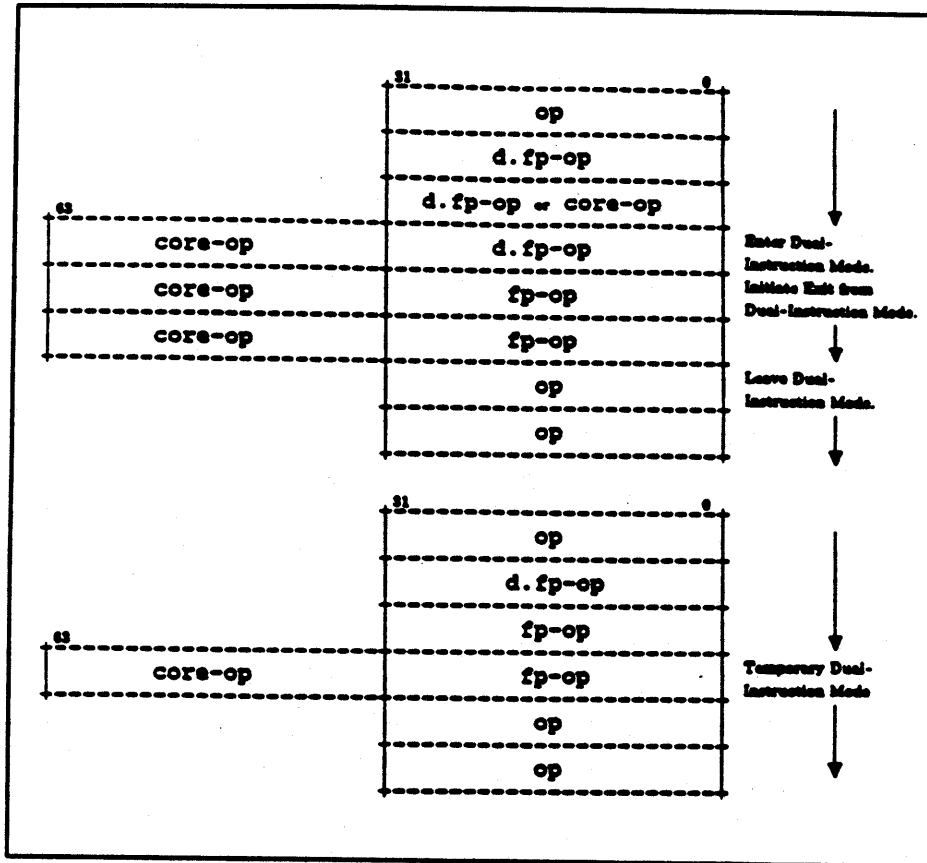 31 0
op
d.fp-op
d.fp-op or core-op
63
core-op d.fp-op Enter Dual-
Instruction Mode.
core-op fp-op Initiate Exit from
Dual-Instruction Mode.
core-op fp-op
op Leave Dual-
Instruction Mode.
op
31 0
op
d.fp-op
fp-op
63
core-op fp-op Temporary Dual-
Instruction Mode
op
op